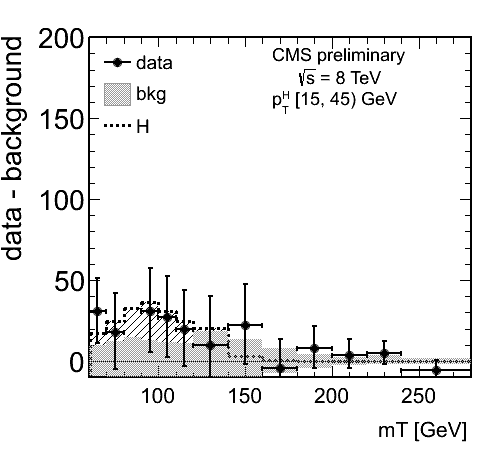 data - background
200
150
100
50
0
data
bkg
H
CMS preliminary
√s = 8 TeV
p_T^H [15, 45) GeV
100
150
200
250
mT [GeV]